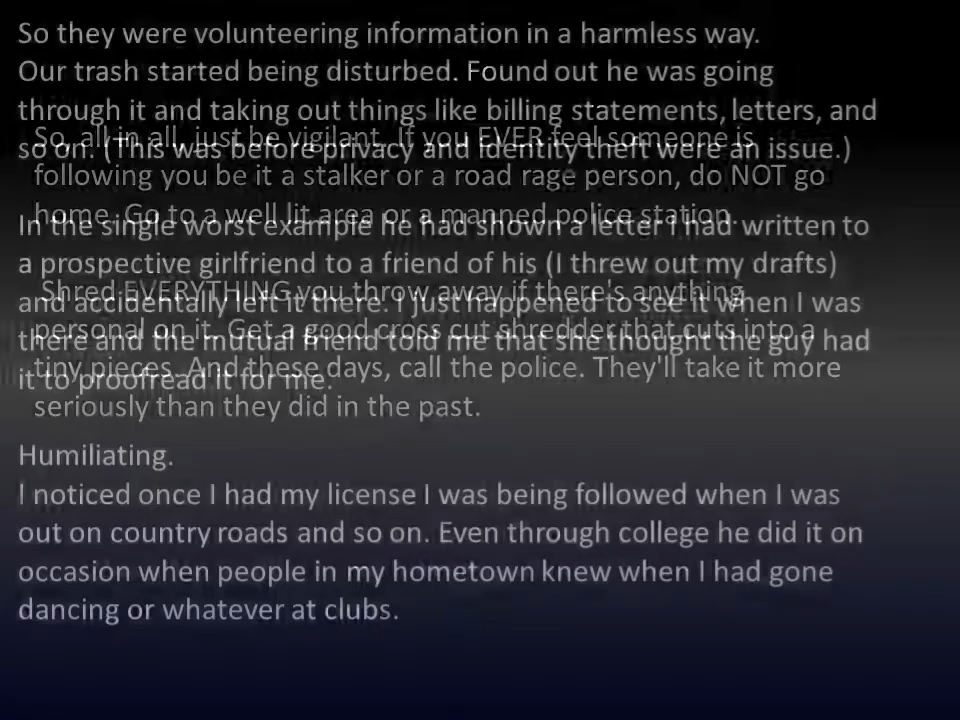 So they were volunteering information in a harmless way.
Our trash started being disturbed. Found out he was going
through it and taking out things like billing statements, letters, and
so on. (This was before privacy and identity theft were an issue.)
In the single worst example he had shown a letter I had written to
a prospective girlfriend to a friend of his (I threw out my drafts)
and accidentally left it there. I just happened to see it when I was
there and the mutual friend told me that she thought the guy had
it to proofread it for me.
Humiliating.
I noticed once I had my license I was being followed when I was
out on country roads and so on. Even through college he did it on
occasion when people in my hometown knew when I had gone
dancing or whatever at clubs.
So, all in all, just be vigilant. If you EVER feel someone is
following you be it a stalker or a road rage person, do NOT go
home. Go to a well lit area or a manned police station.
Shred EVERYTHING you throw away if there's anything
personal on it. Get a good cross cut shredder that cuts into a
tiny pieces. And these days, call the police. They'll take it more
seriously than they did in the past.